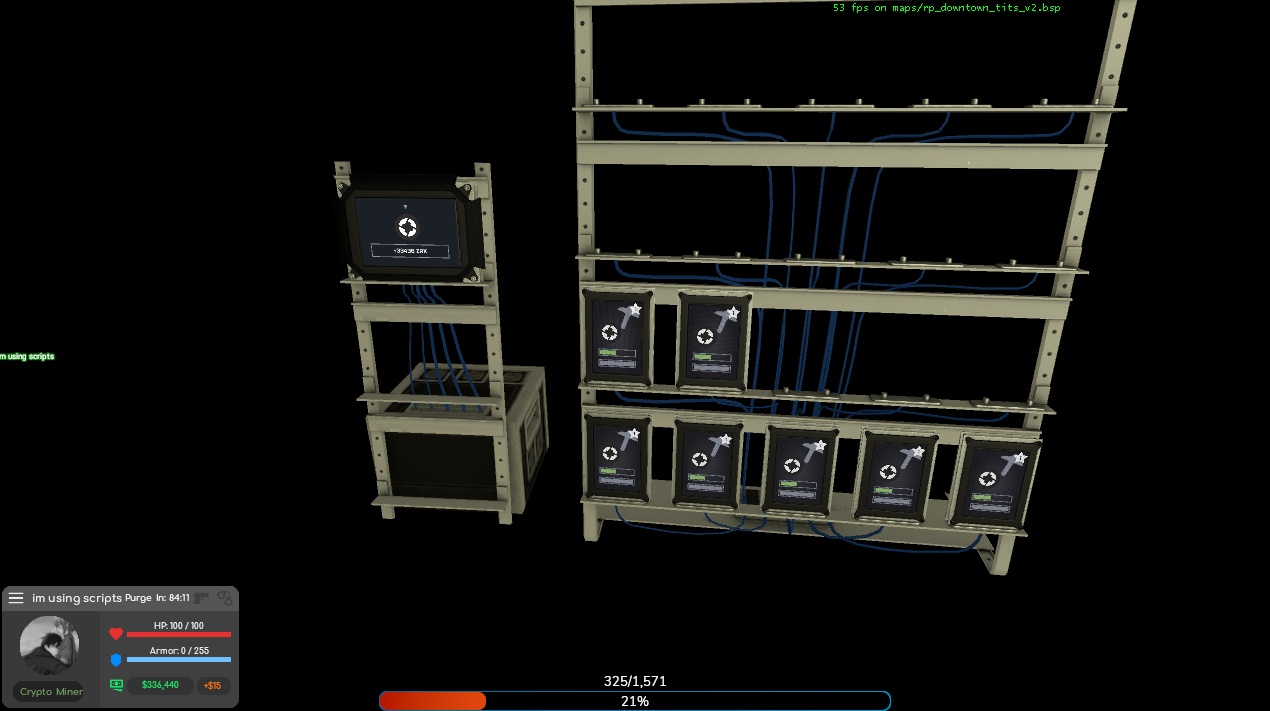 53 fps on maps/rp_downtown_tits_v2.bsp
m using scripts
im using scripts Purge In: 84:11
HP: 100 / 100
Armor: 0 / 255
$336,440 +$15
Crypto Miner
325/1,571
21%